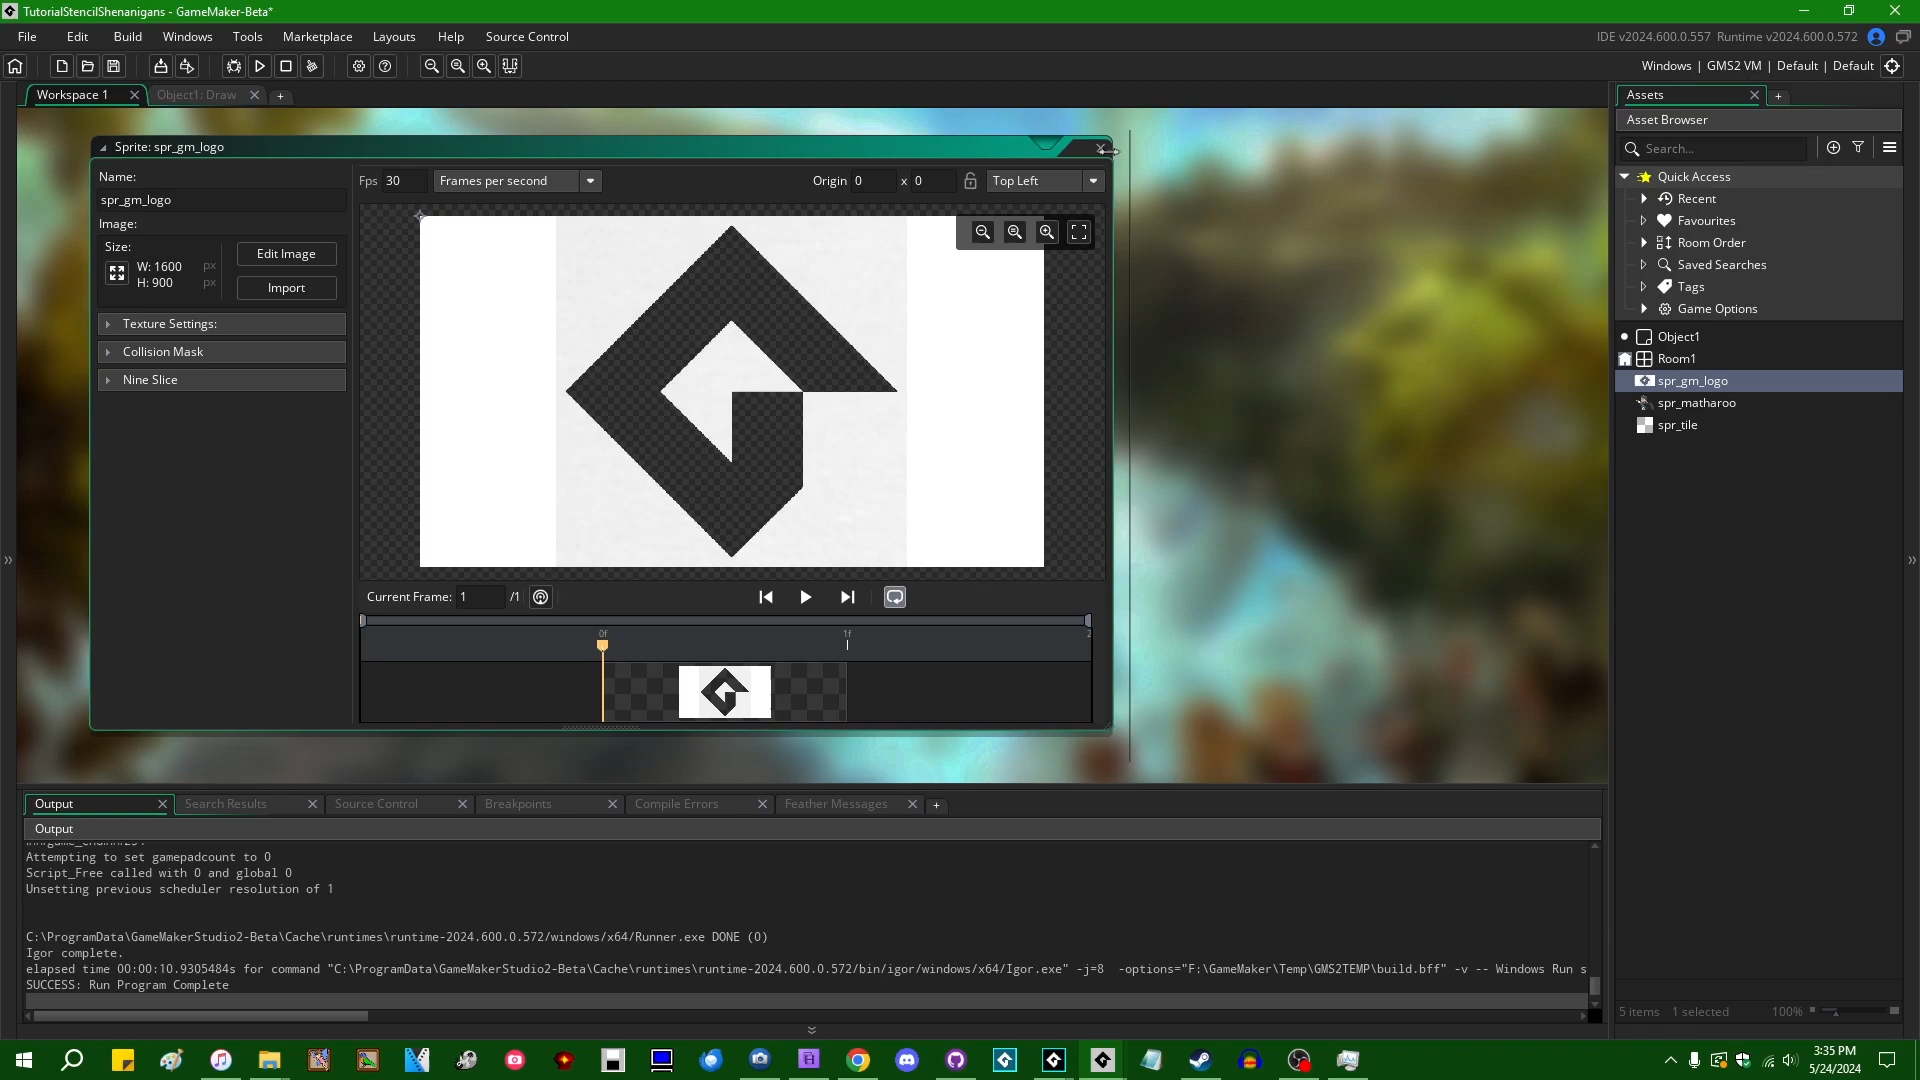 TutorialStencilShenanigans - GameMaker-Beta*
File Edit Build Windows Tools Marketplace Layouts Help Source Control
IDE v2024.600.0.557 Runtime v2024.600.0.572
Windows | GMS2 VM | Default | Default
Workspace 1 Object1: Draw
Assets
Asset Browser
Search...
Quick Access
Recent
Favourites
Room Order
Saved Searches
Tags
Game Options
Object1
Room1
spr_gm_logo
spr_matharoo
spr_tile
5 items 1 selected 100%
Sprite: spr_gm_logo
Name:
spr_gm_logo
Image:
Size:
W: 1600 px
H: 900 px
Edit Image
Import
Texture Settings:
Collision Mask
Nine Slice
Fps 30 Frames per second
Origin 0 x 0 Top Left
Current Frame: 1 /1
0f 1f 2
Output Search Results Source Control Breakpoints Compile Errors Feather Messages
Output
Attempting to set gamepadcount to 0
Script_Free called with 0 and global 0
Unsetting previous scheduler resolution of 1
C:\ProgramData\GameMakerStudio2-Beta\Cache\runtimes\runtime-2024.600.0.572/windows/x64/Runner.exe DONE (0)
Igor complete.
elapsed time 00:00:10.9305484s for command "C:\ProgramData\GameMakerStudio2-Beta\Cache\runtimes\runtime-2024.600.0.572/bin/igor/windows/x64/Igor.exe" -j=8  -options="F:\GameMaker\Temp\GMS2TEMP\build.bff" -v -- Windows Run s
SUCCESS: Run Program Complete
3:35 PM
5/24/2024